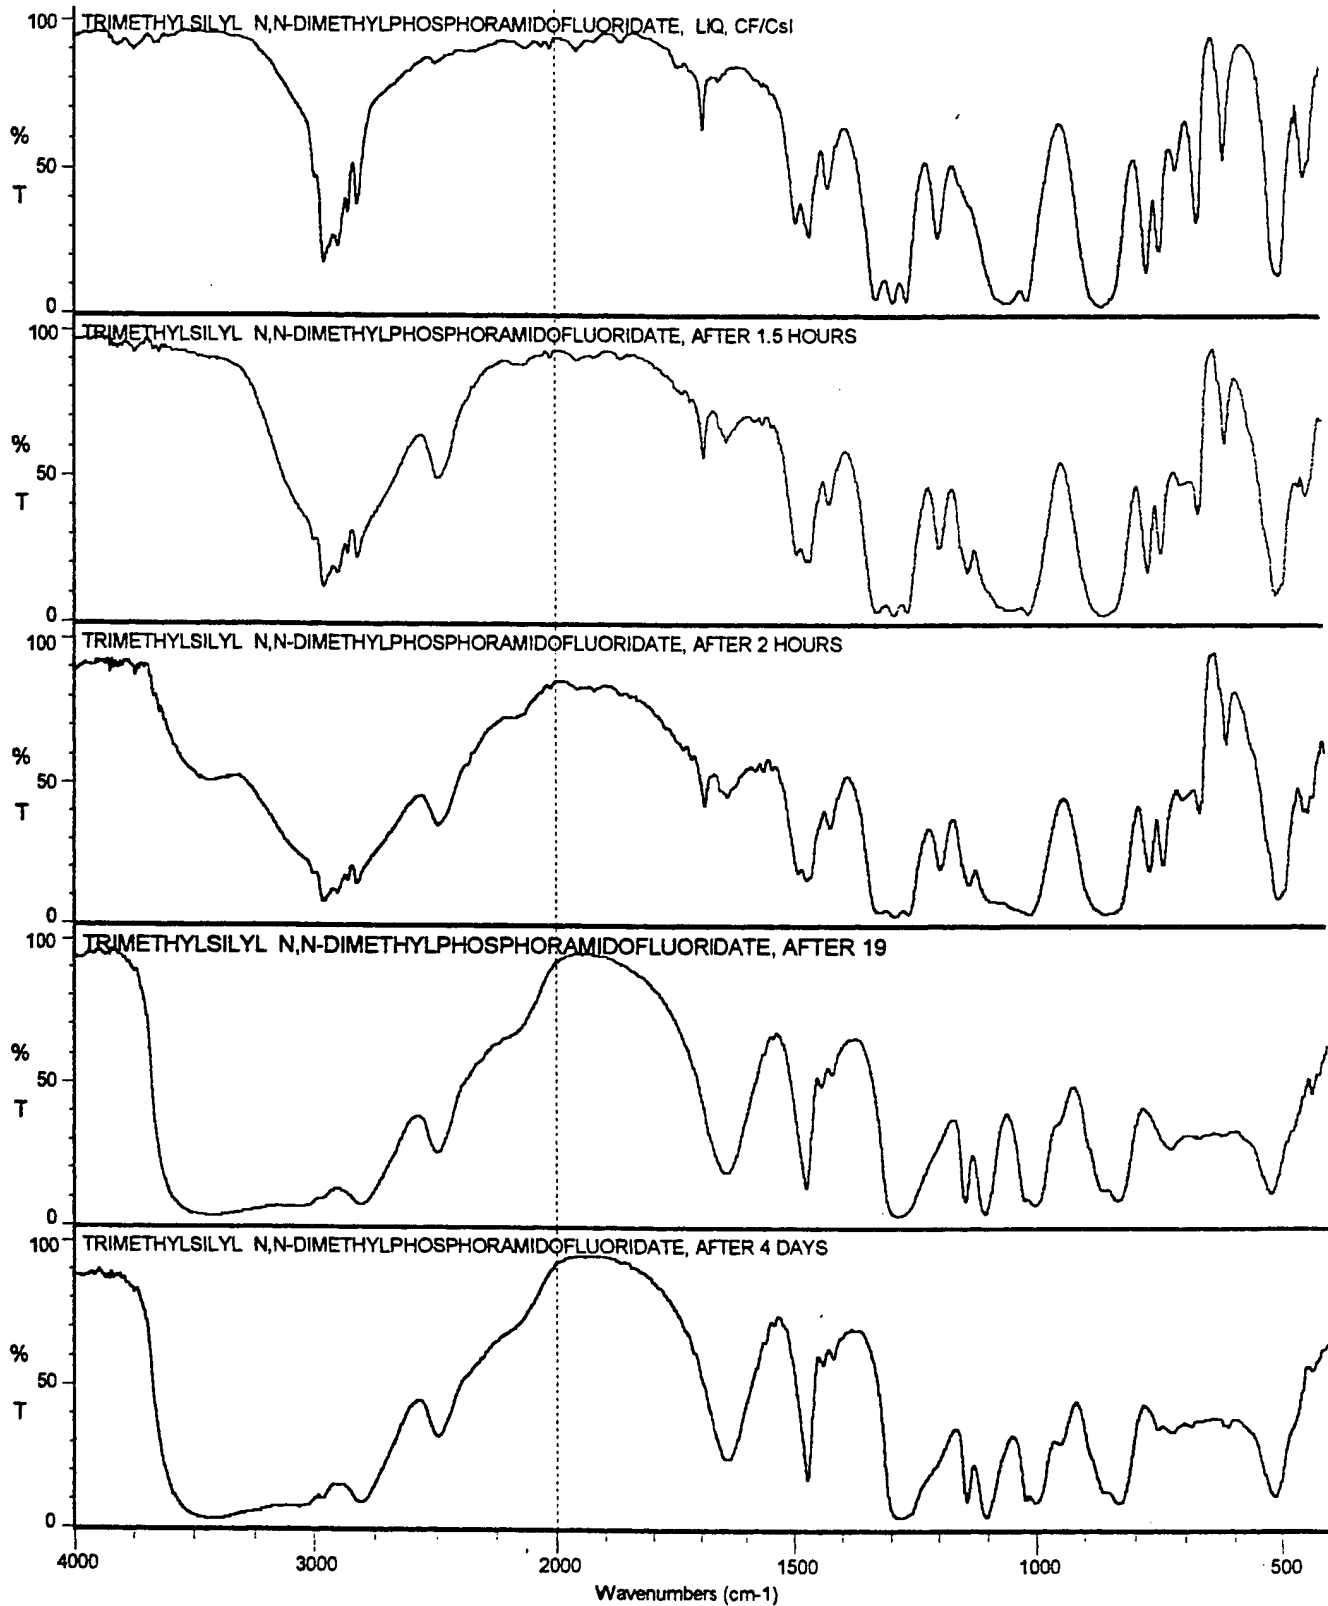 100 TRIMETHYLSILYL N,N-DIMETHYLPHOSPHORAMIDOFLUORIDATE, LIQ, CF/CsI
%
50
T
0
100 TRIMETHYLSILYL N,N-DIMETHYLPHOSPHORAMIDOFLUORIDATE, AFTER 1.5 HOURS
%
50
T
0
100 TRIMETHYLSILYL N,N-DIMETHYLPHOSPHORAMIDOFLUORIDATE, AFTER 2 HOURS
%
50
T
0
100 TRIMETHYLSILYL N,N-DIMETHYLPHOSPHORAMIDOFLUORIDATE, AFTER 19
%
50
T
0
100 TRIMETHYLSILYL N,N-DIMETHYLPHOSPHORAMIDOFLUORIDATE, AFTER 4 DAYS
%
50
T
0
4000 3000 2000 1500 1000 500
Wavenumbers (cm-1)